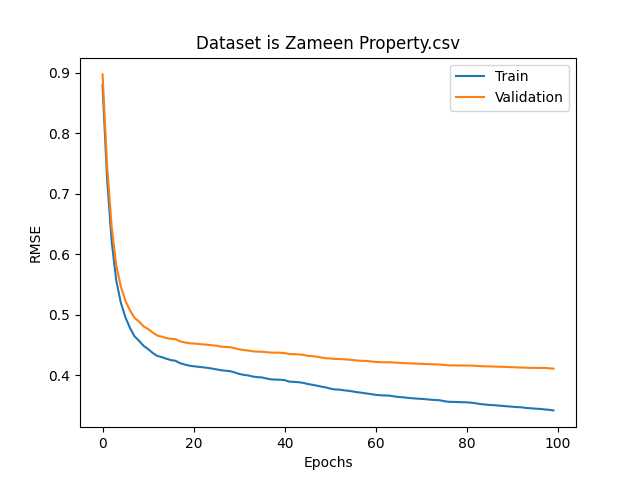 Dataset is Zameen Property.csv
Train
Validation
RMSE
0.9
0.8
0.7
0.6
0.5
0.4
0 20 40 60 80 100
Epochs